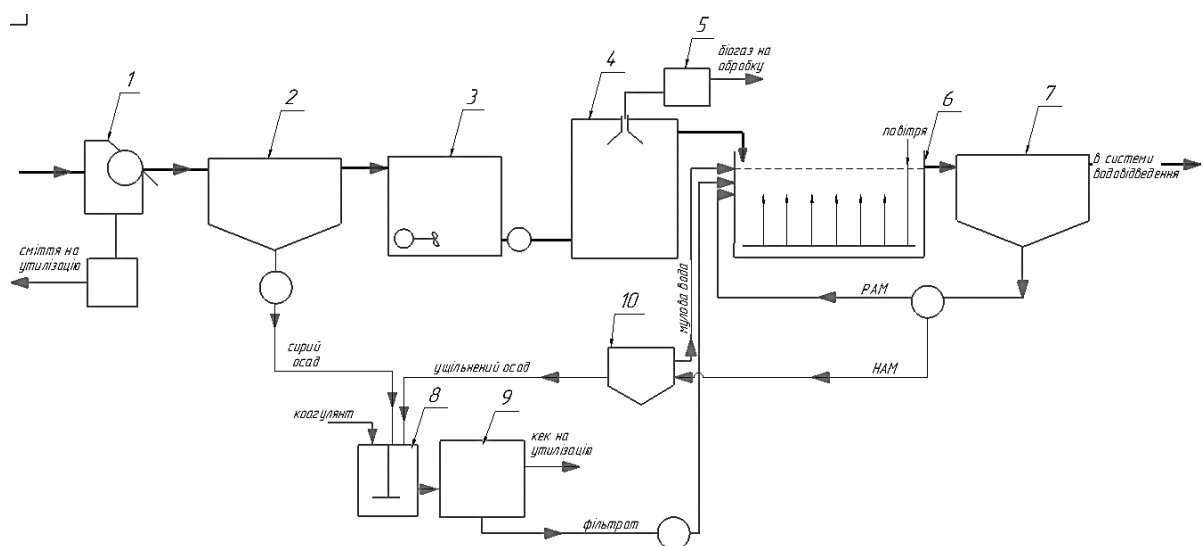 1
2
3
4
5
біогаз на
обробку
6
7
повітря
в системи
водовідведення
сміття на
утилізацію
РАМ
мулова вода
10
сирий
осад
ущільнений осад
НАМ
коагулянт
8
9
кек на
утилізацію
фільтрат